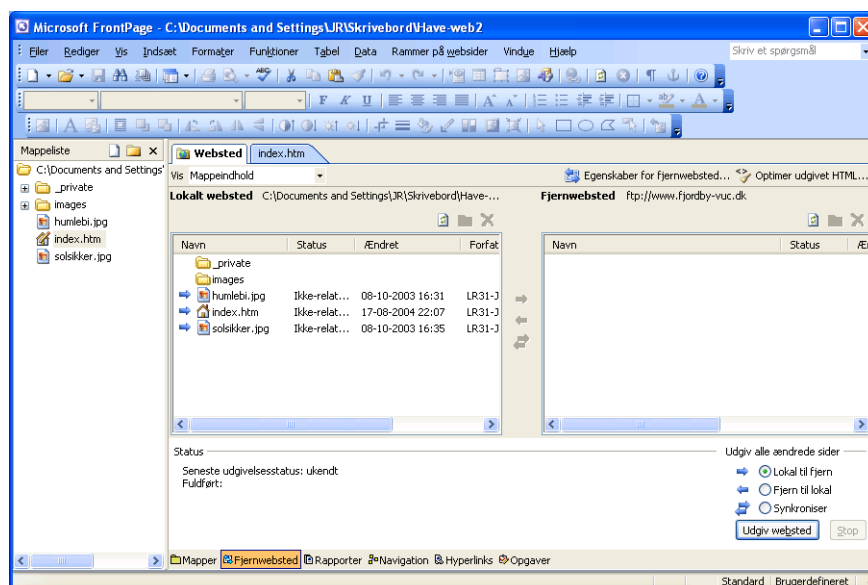 Microsoft FrontPage - C:\Documents and Settings\JR\Skrivebord\Have-web2
Filer Rediger Vis Indsæt Formater Funktioner Tabel Data Rammer på websider Vindue Hjælp Skriv et spørgsmål
F K U
Mappeliste
Websted index.htm
C:\Documents and Settings'
Vis Mappeindhold Egenskaber for fjernwebsted... Optimer udgivet HTML...
_private
Lokalt websted C:\Documents and Settings\JR\Skrivebord\Have-... Fjernwebsted ftp://www.fjordby-vuc.dk
images
humlebi.jpg
index.htm
solsikker.jpg
Navn Status Ændret Forfat Navn Status Æ
_private
images
humlebi.jpg Ikke-relat... 08-10-2003 16:31 LR31-J
index.htm Ikke-relat... 17-08-2004 22:07 LR31-J
solsikker.jpg Ikke-relat... 08-10-2003 16:35 LR31-J
Status
Seneste udgivelsesstatus: ukendt
Fuldført:
Udgiv alle ændrede sider
Lokal til fjern
Fjern til lokal
Synkroniser
Udgiv websted Stop
Mapper Fjernwebsted Rapporter Navigation Hyperlinks Opgaver
Standard Brugerdefineret